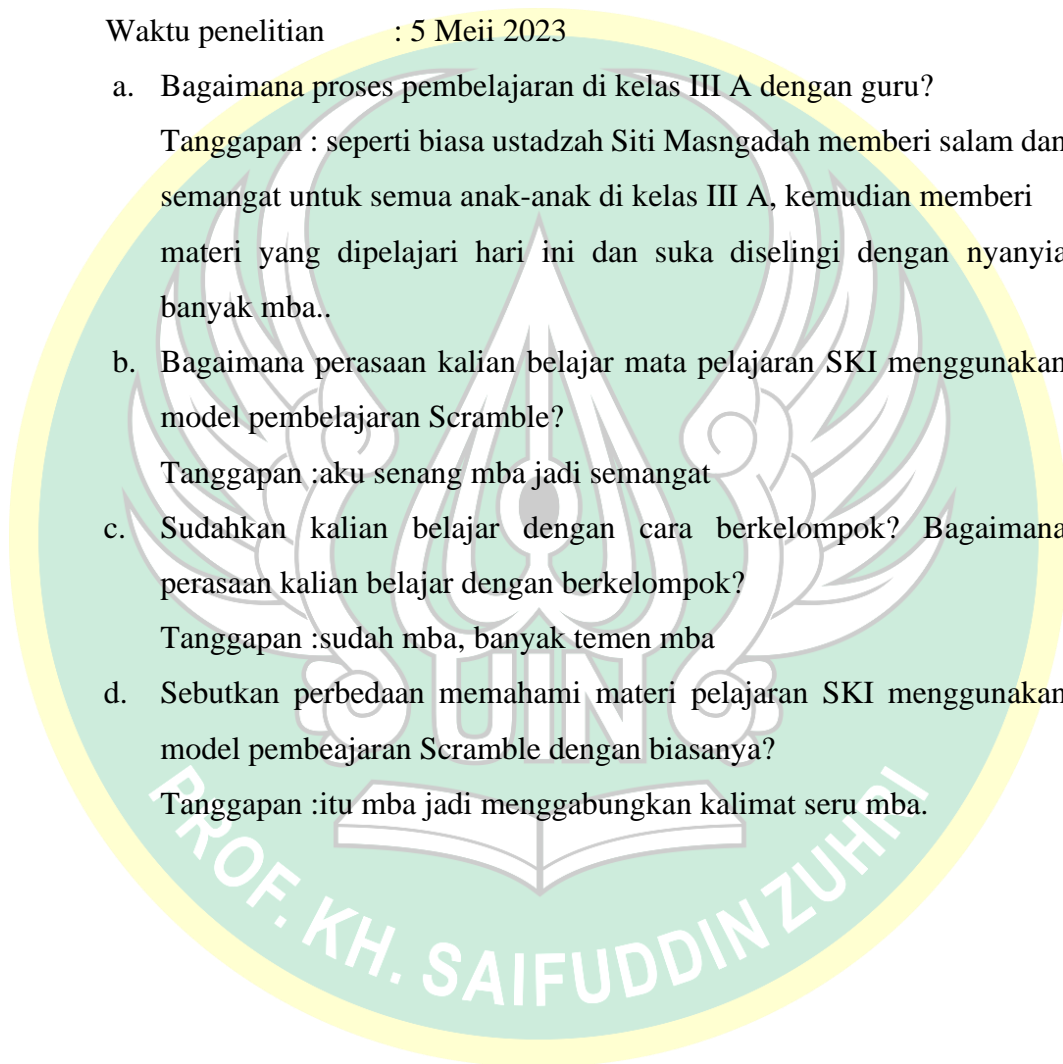 Waktu penelitian : 5 Meii 2023
a. Bagaimana proses pembelajaran di kelas III A dengan guru?
Tanggapan : seperti biasa ustadzah Siti Masngadah memberi salam dan
semangat untuk semua anak-anak di kelas III A, kemudian memberi
materi yang dipelajari hari ini dan suka diselingi dengan nyanyia
banyak mba..
b. Bagaimana perasaan kalian belajar mata pelajaran SKI menggunakan
model pembelajaran Scramble?
Tanggapan :aku senang mba jadi semangat
c. Sudahkan kalian belajar dengan cara berkelompok? Bagaimana
perasaan kalian belajar dengan berkelompok?
Tanggapan :sudah mba, banyak temen mba
d. Sebutkan perbedaan memahami materi pelajaran SKI menggunakan
model pembeajaran Scramble dengan biasanya?
Tanggapan :itu mba jadi menggabungkan kalimat seru mba.
UIN
PROF. KH. SAIFUDDIN ZUHRI